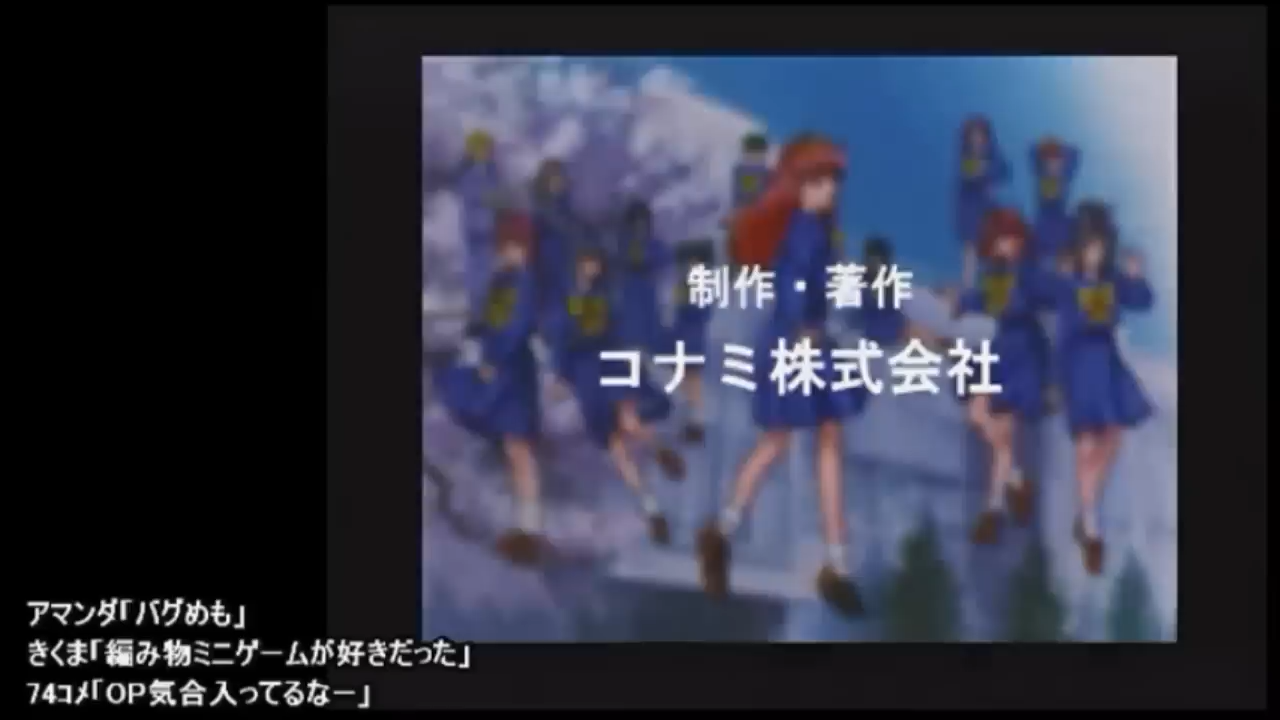 制作・著作
コナミ株式会社
アマンダ「バグめも」
きくま「編み物ミニゲームが好きだった」
74コメ「OP気合入ってるなー」